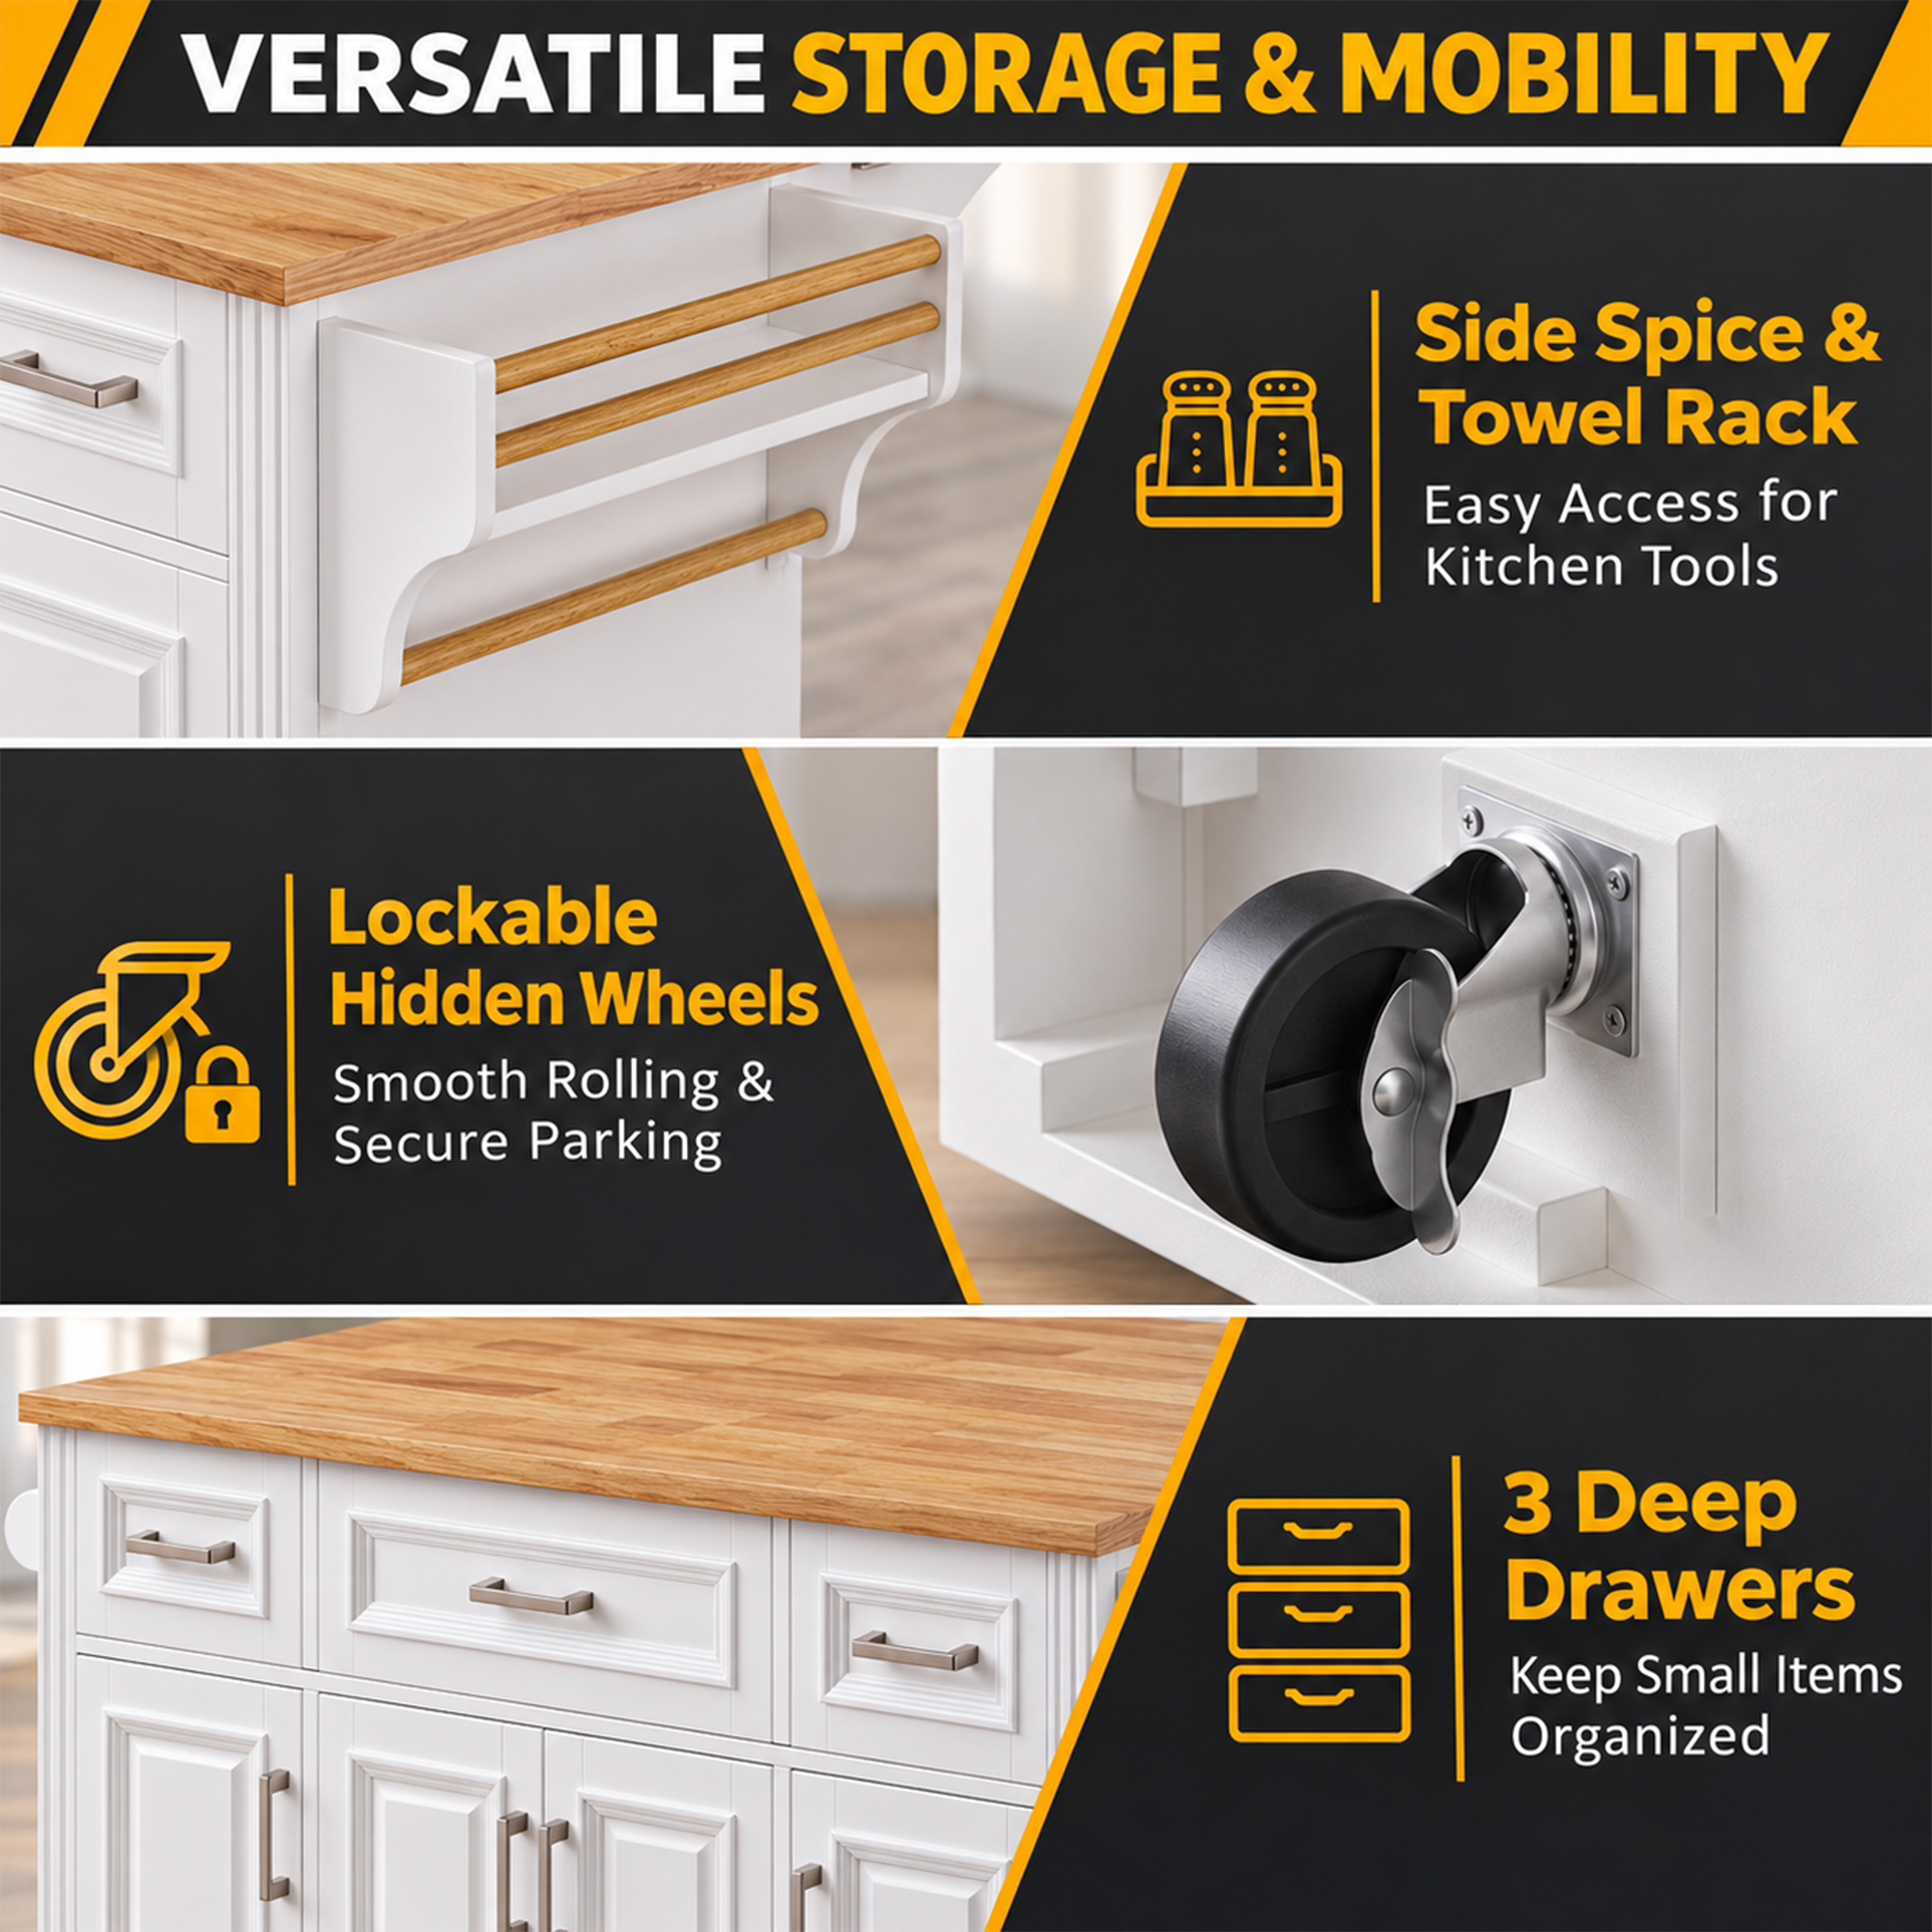 VERSATILE STORAGE & MOBILITY
Side Spice &
Towel Rack
Easy Access for
Kitchen Tools
Lockable
Hidden Wheels
Smooth Rolling &
Secure Parking
3 Deep
Drawers
Keep Small Items
Organized